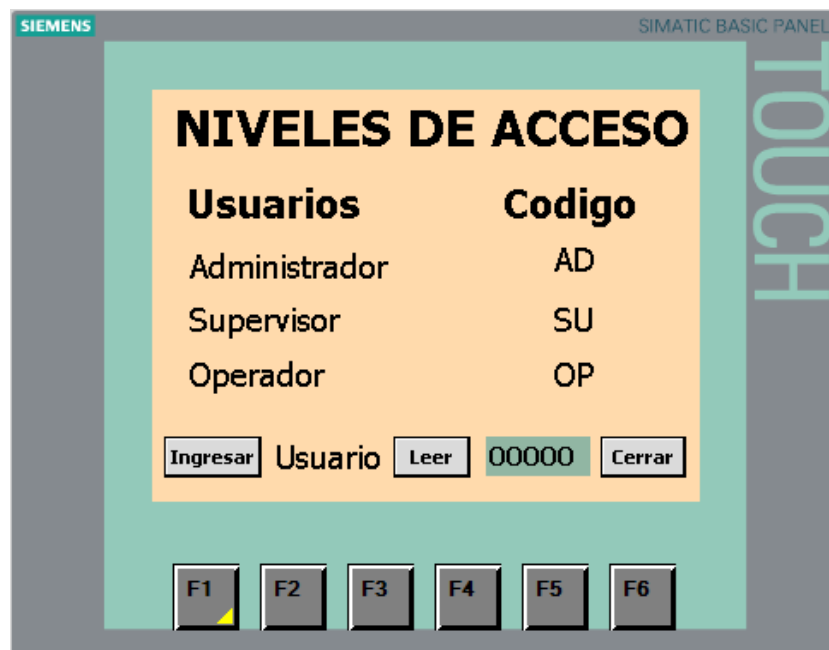 SIEMENS
SIMATIC BASIC PANEL
TOUCH
NIVELES DE ACCESO
Usuarios Codigo
Administrador AD
Supervisor SU
Operador OP
Ingresar Usuario Leer 00000 Cerrar
F1 F2 F3 F4 F5 F6